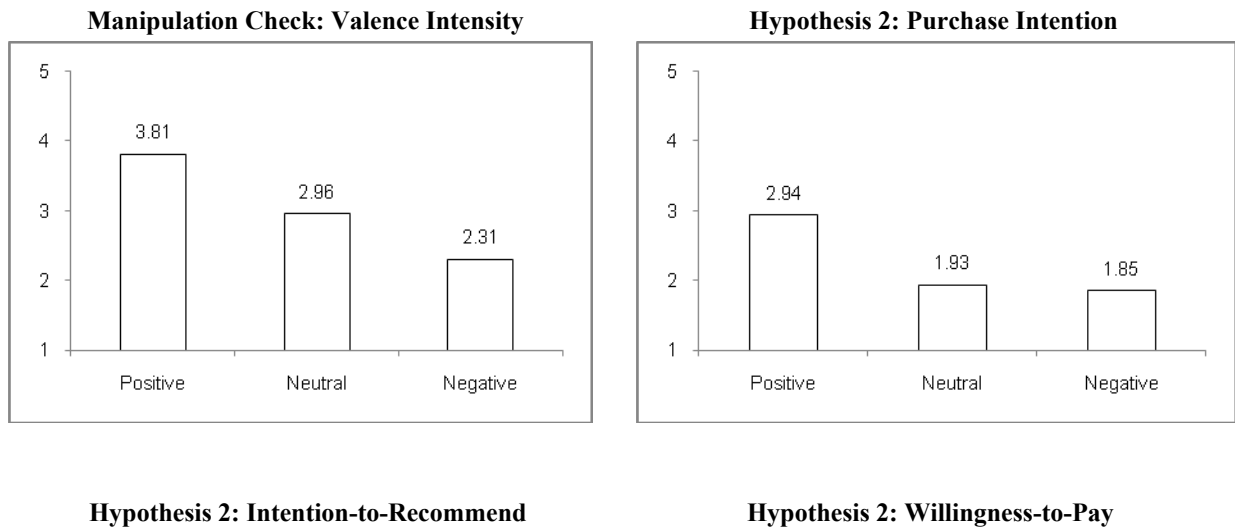 Manipulation Check: Valence Intensity
5
4
3
2
1
3.81
2.96
2.31
Positive Neutral Negative
Hypothesis 2: Purchase Intention
5
4
3
2
1
2.94
1.93
1.85
Positive Neutral Negative
Hypothesis 2: Intention-to-Recommend
Hypothesis 2: Willingness-to-Pay